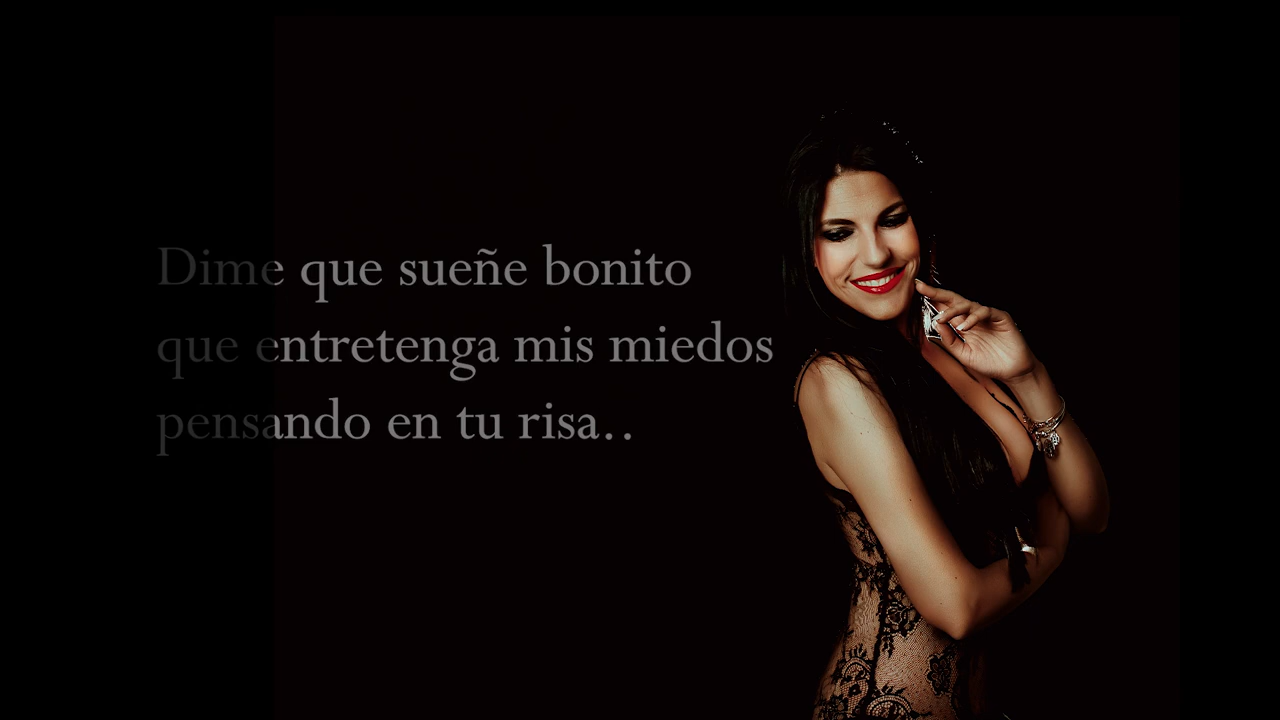 Dime que sueñe bonito
que entretenga mis miedos
pensando en tu risa..